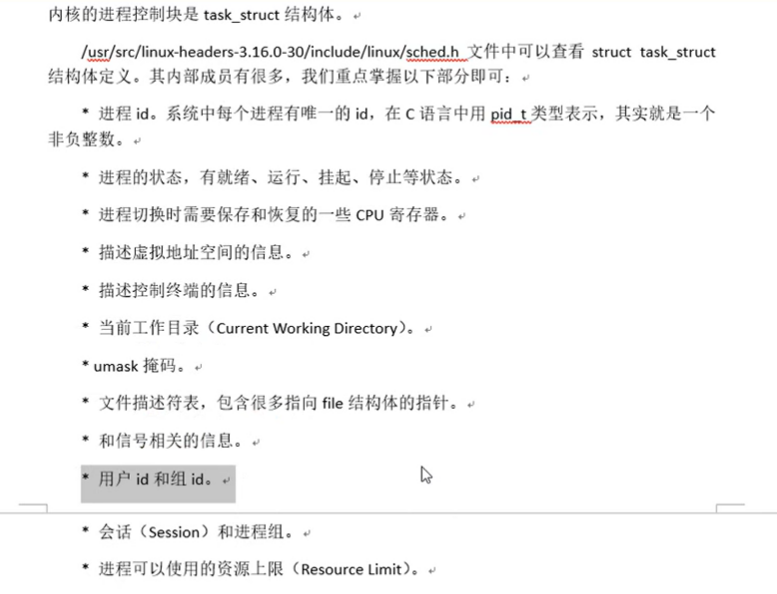 内核的进程控制块是 task_struct 结构体。
/usr/src/linux-headers-3.16.0-30/include/linux/sched.h 文件中可以查看 struct task_struct
结构体定义。其内部成员有很多，我们重点掌握以下部分即可：
* 进程 id。系统中每个进程有唯一的 id，在 C 语言中用 pid_t 类型表示，其实就是一个
非负整数。
* 进程的状态，有就绪、运行、挂起、停止等状态。
* 进程切换时需要保存和恢复的一些 CPU 寄存器。
* 描述虚拟地址空间的信息。
* 描述控制终端的信息。
* 当前工作目录（Current Working Directory）。
* umask 掩码。
* 文件描述符表，包含很多指向 file 结构体的指针。
* 和信号相关的信息。
* 用户 id 和组 id。
* 会话（Session）和进程组。
* 进程可以使用的资源上限（Resource Limit）。